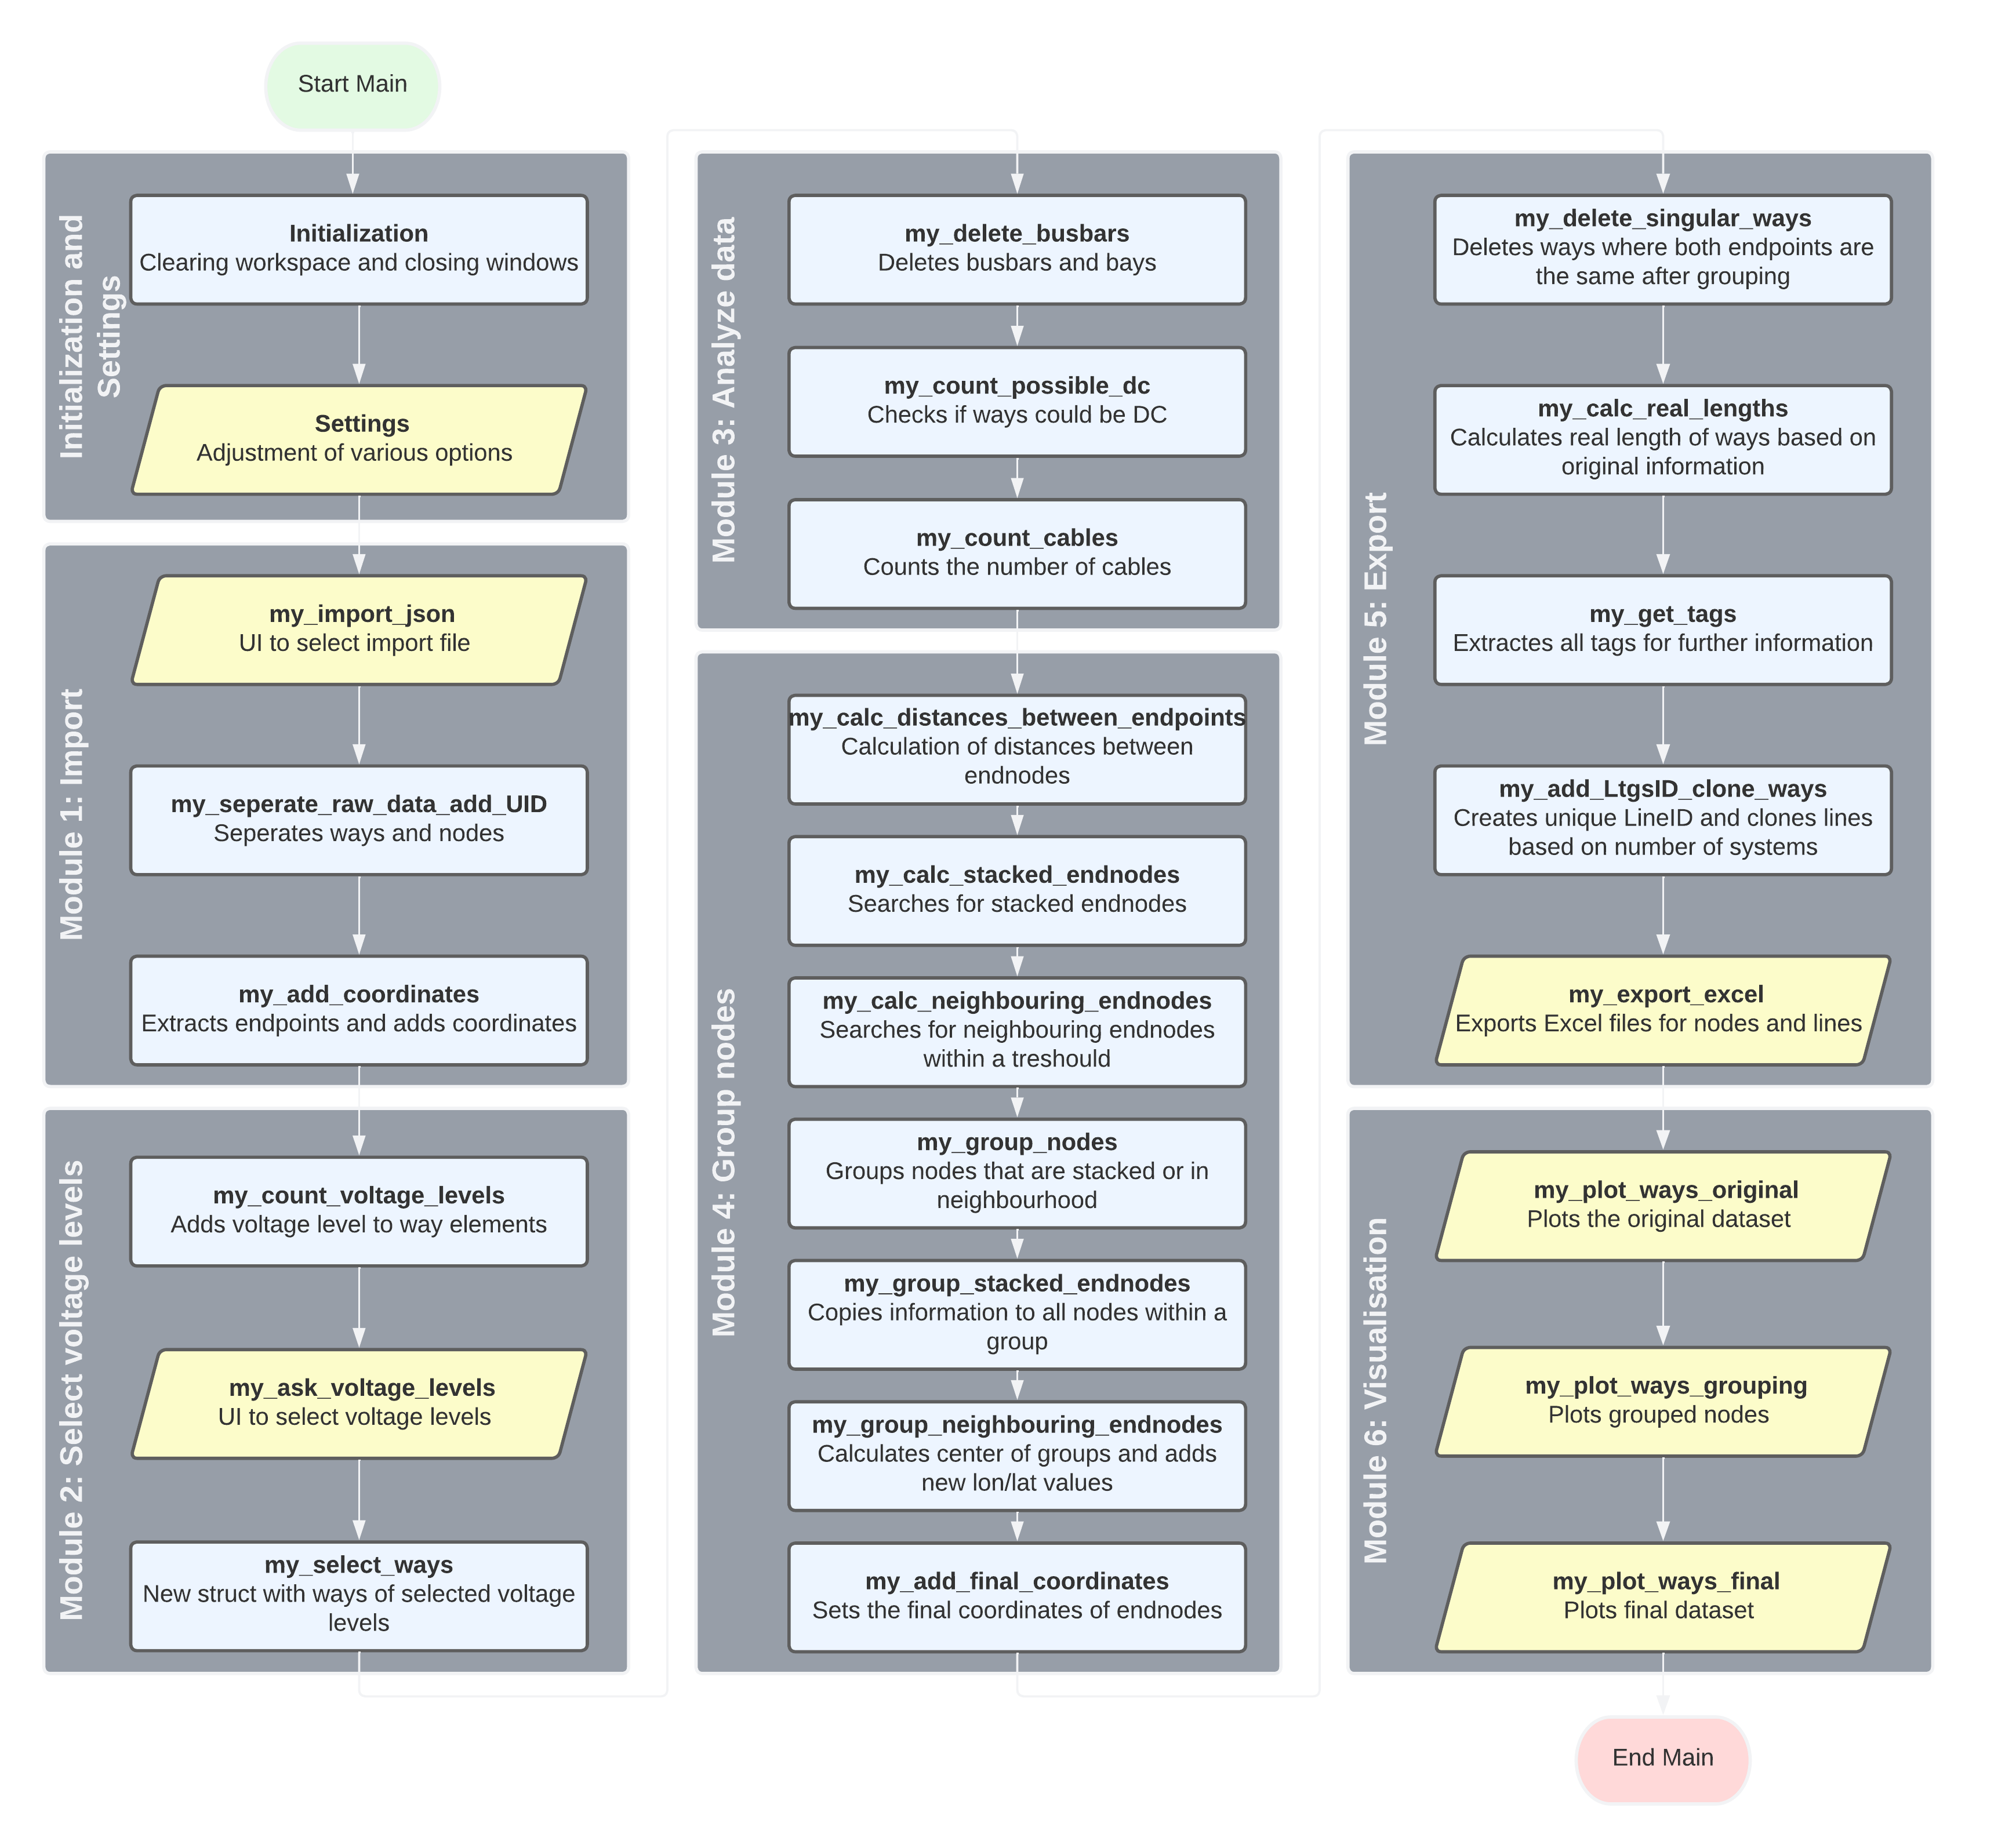 Start Main
Initialization and
Settings
Initialization
Clearing workspace and closing windows
Settings
Adjustment of various options
Module 1: Import
my_import_json
UI to select import file
my_seperate_raw_data_add_UID
Seperates ways and nodes
my_add_coordinates
Extracts endpoints and adds coordinates
Module 2: Select voltage levels
my_count_voltage_levels
Adds voltage level to way elements
my_ask_voltage_levels
UI to select voltage levels
my_select_ways
New struct with ways of selected voltage
levels
Module 3: Analyze data
my_delete_busbars
Deletes busbars and bays
my_count_possible_dc
Checks if ways could be DC
my_count_cables
Counts the number of cables
Module 4: Group nodes
my_calc_distances_between_endpoints
Calculation of distances between
endnodes
my_calc_stacked_endnodes
Searches for stacked endnodes
my_calc_neighbouring_endnodes
Searches for neighbouring endnodes
within a treshould
my_group_nodes
Groups nodes that are stacked or in
neighbourhood
my_group_stacked_endnodes
Copies information to all nodes within a
group
my_group_neighbouring_endnodes
Calculates center of groups and adds
new lon/lat values
my_add_final_coordinates
Sets the final coordinates of endnodes
Module 5: Export
my_delete_singular_ways
Deletes ways where both endpoints are
the same after grouping
my_calc_real_lengths
Calculates real length of ways based on
original information
my_get_tags
Extractes all tags for further information
my_add_LtgsID_clone_ways
Creates unique LineID and clones lines
based on number of systems
my_export_excel
Exports Excel files for nodes and lines
Module 6: Visualisation
my_plot_ways_original
Plots the original dataset
my_plot_ways_grouping
Plots grouped nodes
my_plot_ways_final
Plots final dataset
End Main